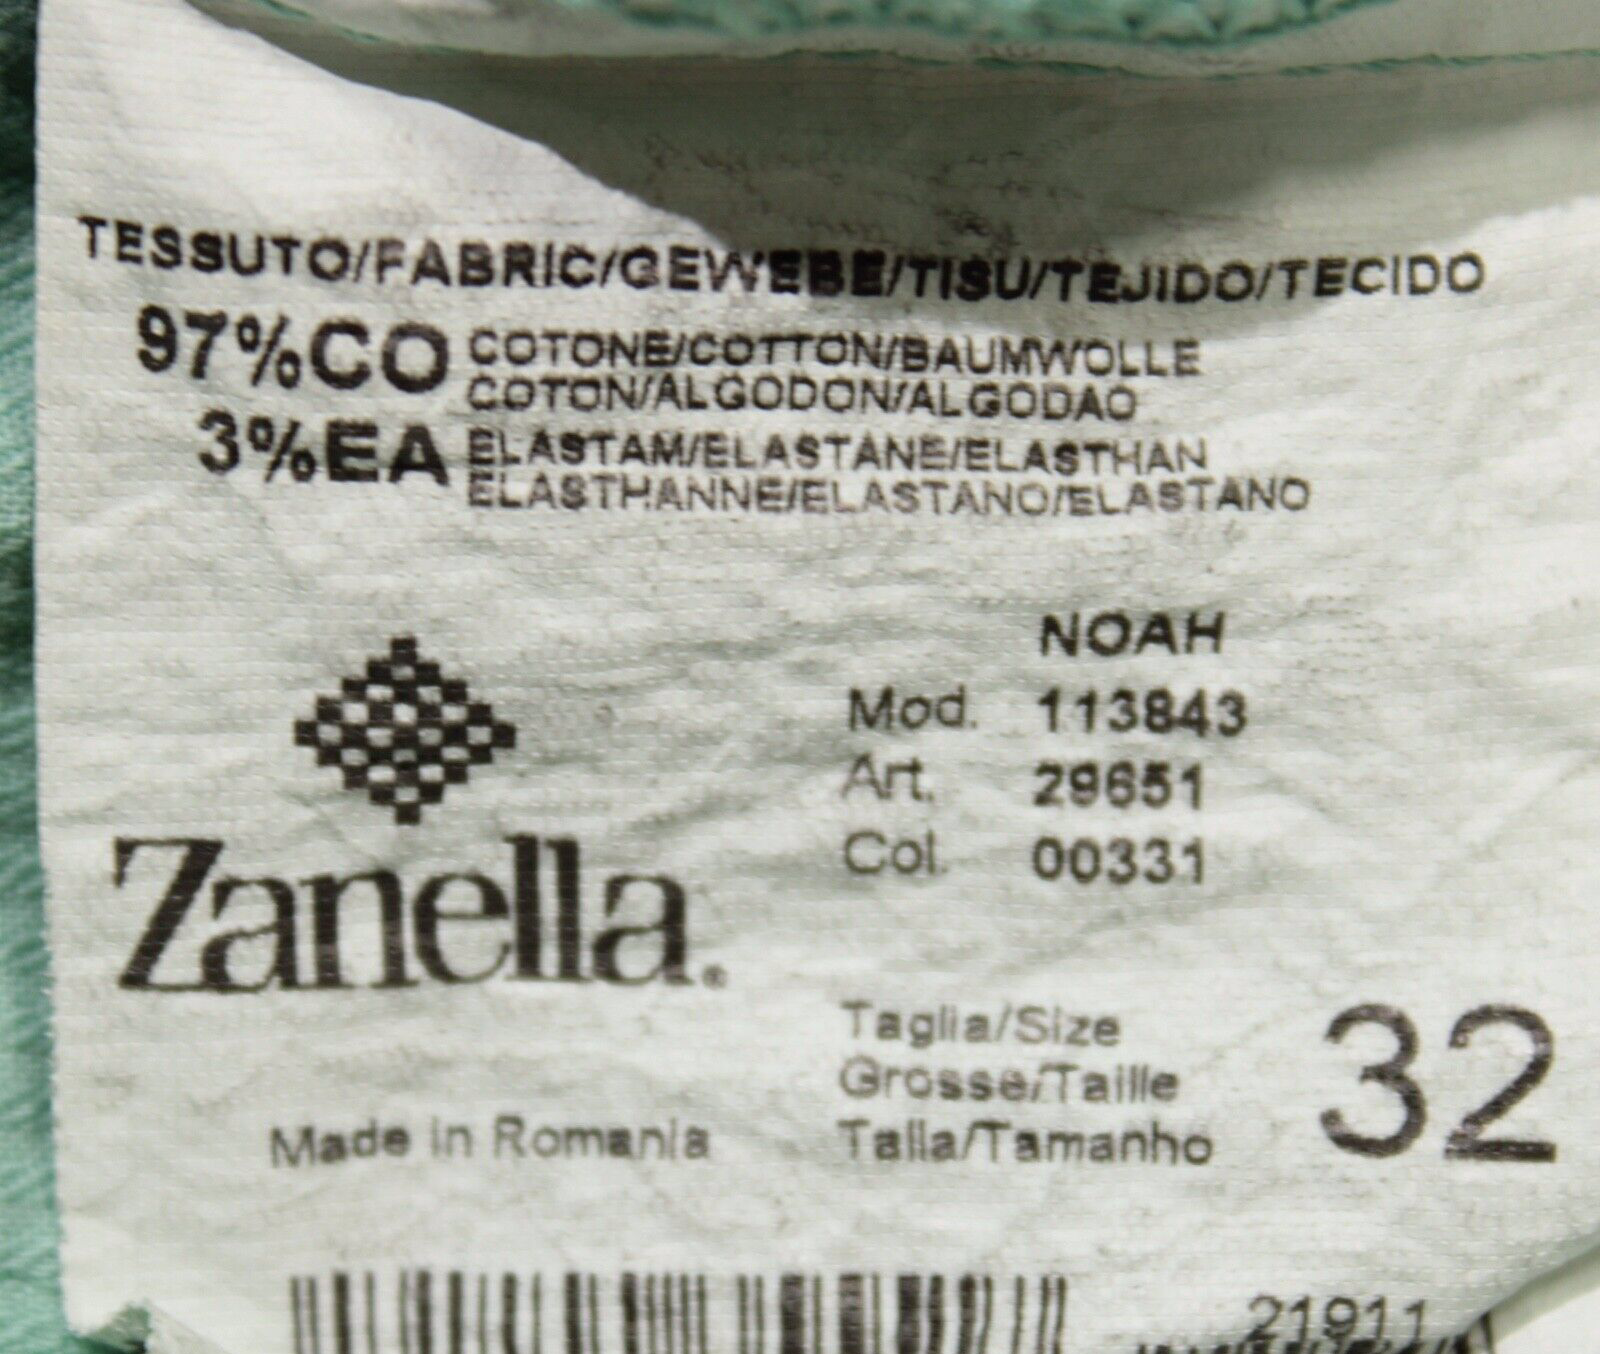 TESSUTO/FABRIC/GEWEBE/TISU/TEJIDO/TECIDO
97%CO COTONE/COTTON/BAUMWOLLE
COTON/ALGODON/ALGODAO
3%EA ELASTAM/ELASTANE/ELASTHAN
ELASTHANNE/ELASTANO/ELASTANO
NOAH
Mod. 113843
Art. 29651
Col. 00331
Zanella®
Taglia/Size
Grosse/Taille
Talla/Tamanho
32
Made in Romania
21911